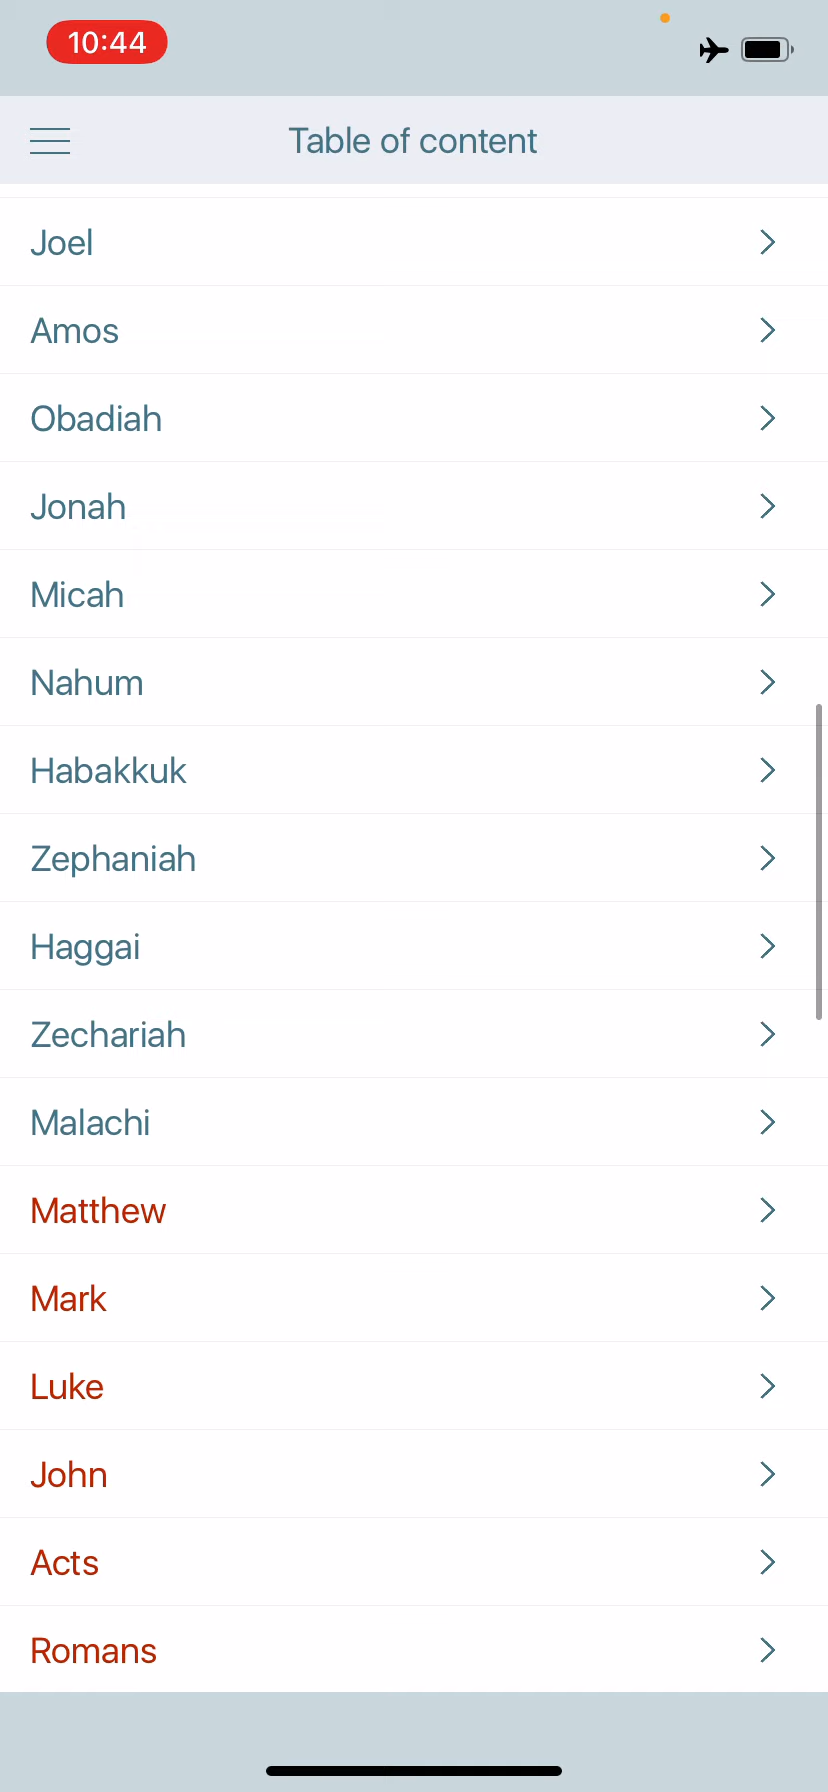 10:44
Table of content
Joel
Amos
Obadiah
Jonah
Micah
Nahum
Habakkuk
Zephaniah
Haggai
Zechariah
Malachi
Matthew
Mark
Luke
John
Acts
Romans